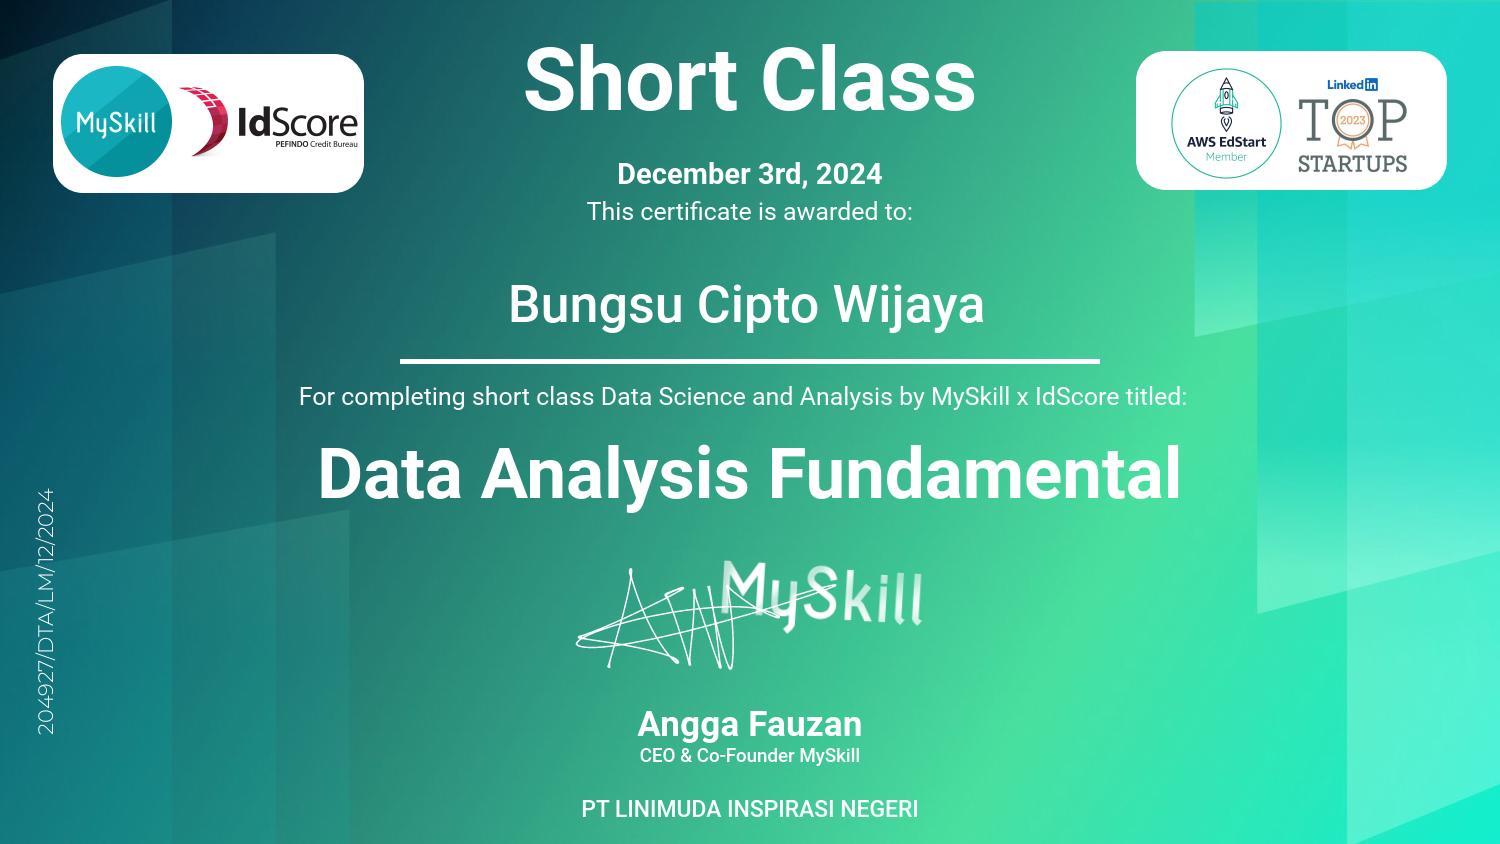 MySkill
IdScore
PEFINDO Credit Bureau
Short Class
AWS EdStart
Member
Linked in
TOP
2023
STARTUPS
December 3rd, 2024
This certificate is awarded to:
Bungsu Cipto Wijaya
For completing short class Data Science and Analysis by MySkill x IdScore titled:
Data Analysis Fundamental
204927/DTA/LM/12/2024
MySkill
Angga Fauzan
CEO & Co-Founder MySkill
PT LINIMUDA INSPIRASI NEGERI